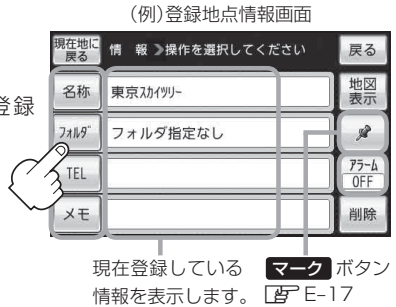 (例)登録地点情報画面
現在地に
戻る
情 報 》操作を選択してください
戻る
登録
名称
東京スカイツリー
地図
表示
フォルダ
フォルダ指定なし
TEL
アラーム
OFF
メモ
削除
現在登録している
情報を表示します。
マーク ボタン
E-17